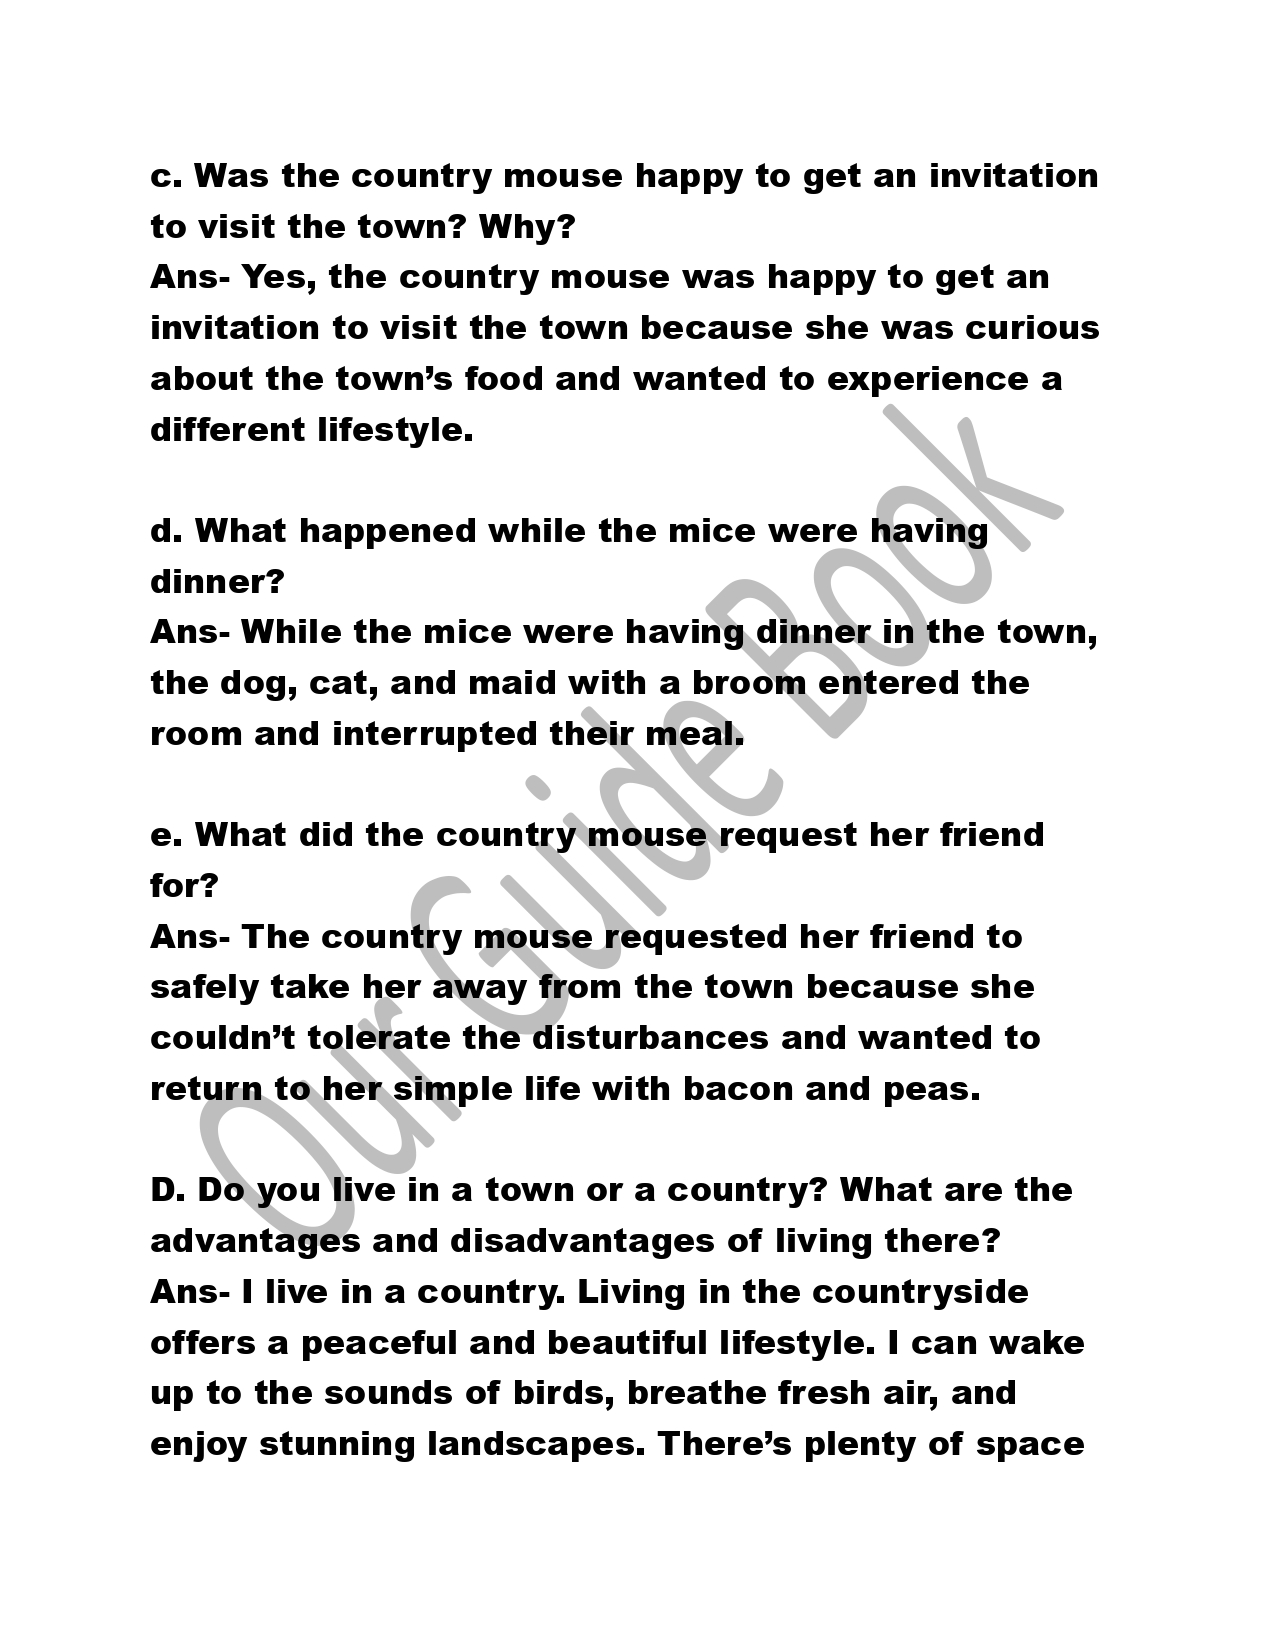 c. Was the country mouse happy to get an invitation
to visit the town? Why?
Ans- Yes, the country mouse was happy to get an
invitation to visit the town because she was curious
about the town’s food and wanted to experience a
different lifestyle.
d. What happened while the mice were having
dinner?
Ans- While the mice were having dinner in the town,
the dog, cat, and maid with a broom entered the
room and interrupted their meal.
e. What did the country mouse request her friend
for?
Ans- The country mouse requested her friend to
safely take her away from the town because she
couldn’t tolerate the disturbances and wanted to
return to her simple life with bacon and peas.
D. Do you live in a town or a country? What are the
advantages and disadvantages of living there?
Ans- I live in a country. Living in the countryside
offers a peaceful and beautiful lifestyle. I can wake
up to the sounds of birds, breathe fresh air, and
enjoy stunning landscapes. There’s plenty of space
Our Guide Book